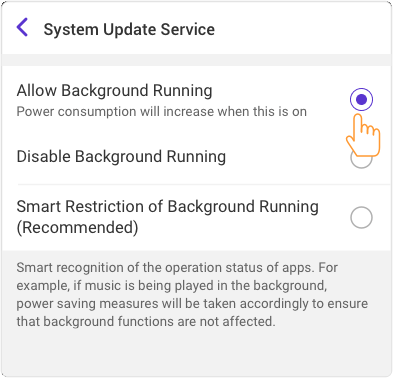 System Update Service
Allow Background Running
Power consumption will increase when this is on
Disable Background Running
Smart Restriction of Background Running
(Recommended)
Smart recognition of the operation status of apps. For
example, if music is being played in the background,
power saving measures will be taken accordingly to ensure
that background functions are not affected.